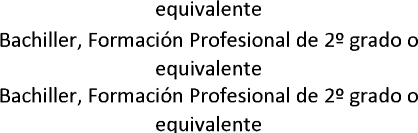 equivalente
Bachiller, Formación Profesional de 2º grado o
equivalente
Bachiller, Formación Profesional de 2º grado o
equivalente